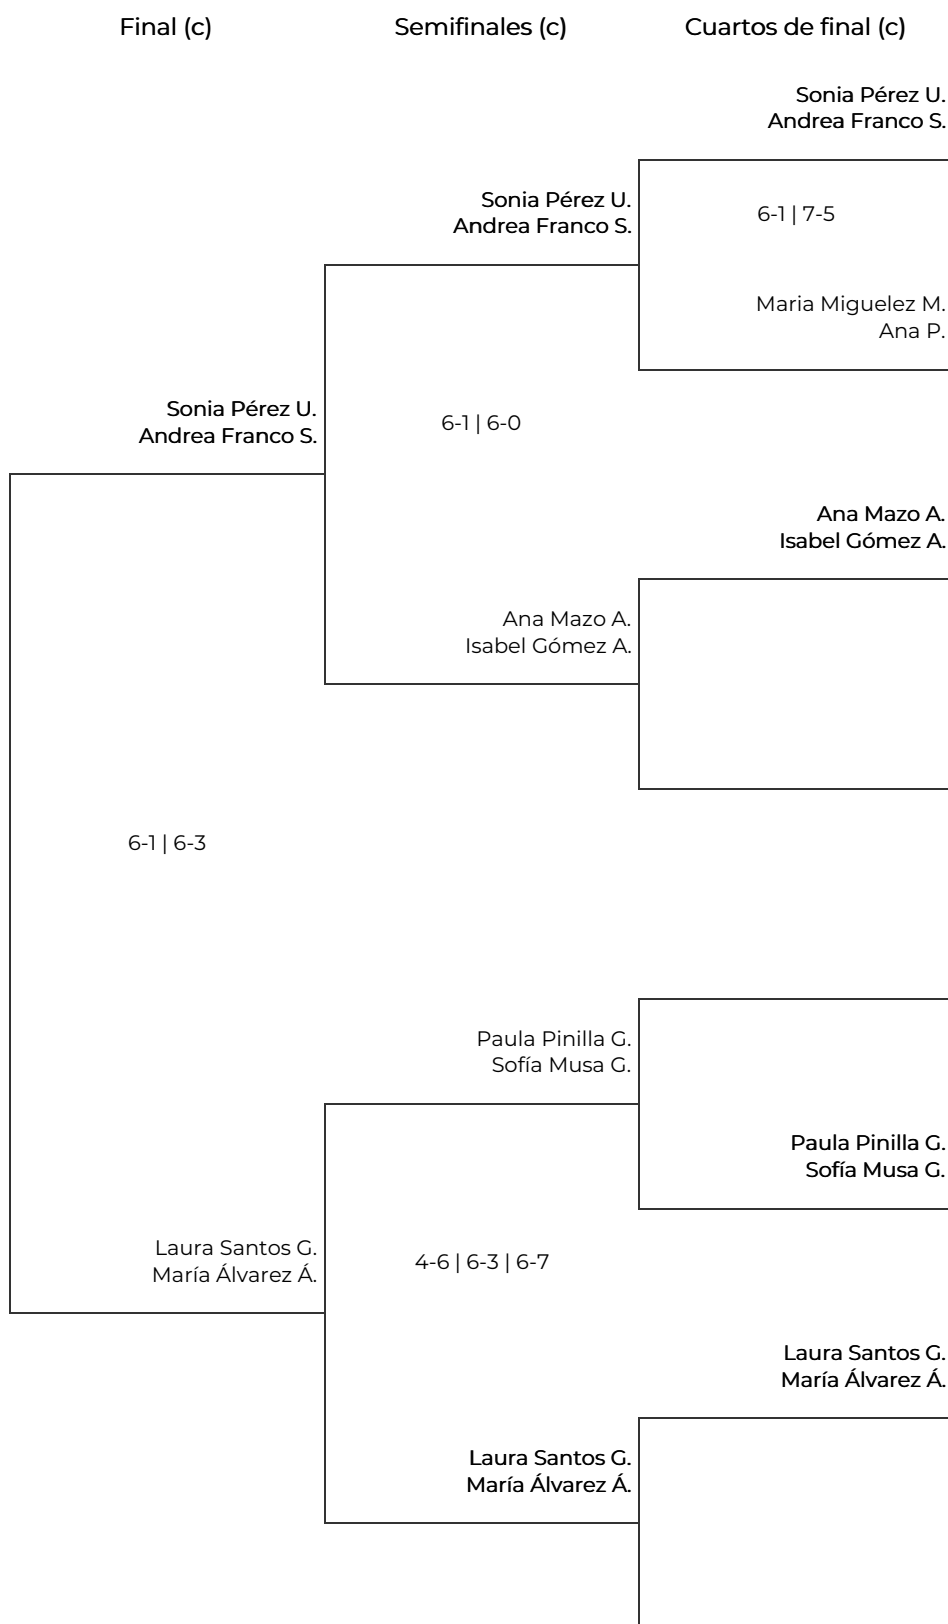 Final (c)
Semifinales (c)
Cuartos de final (c)
Sonia Pérez U.
Andrea Franco S.
6-1 | 7-5
Maria Miguelez M.
Ana P.
Sonia Pérez U.
Andrea Franco S.
6-1 | 6-0
Ana Mazo A.
Isabel Gómez A.
Ana Mazo A.
Isabel Gómez A.
Sonia Pérez U.
Andrea Franco S.
6-1 | 6-3
Laura Santos G.
María Álvarez Á.
Paula Pinilla G.
Sofía Musa G.
Paula Pinilla G.
Sofía Musa G.
4-6 | 6-3 | 6-7
Laura Santos G.
María Álvarez Á.
Laura Santos G.
María Álvarez Á.